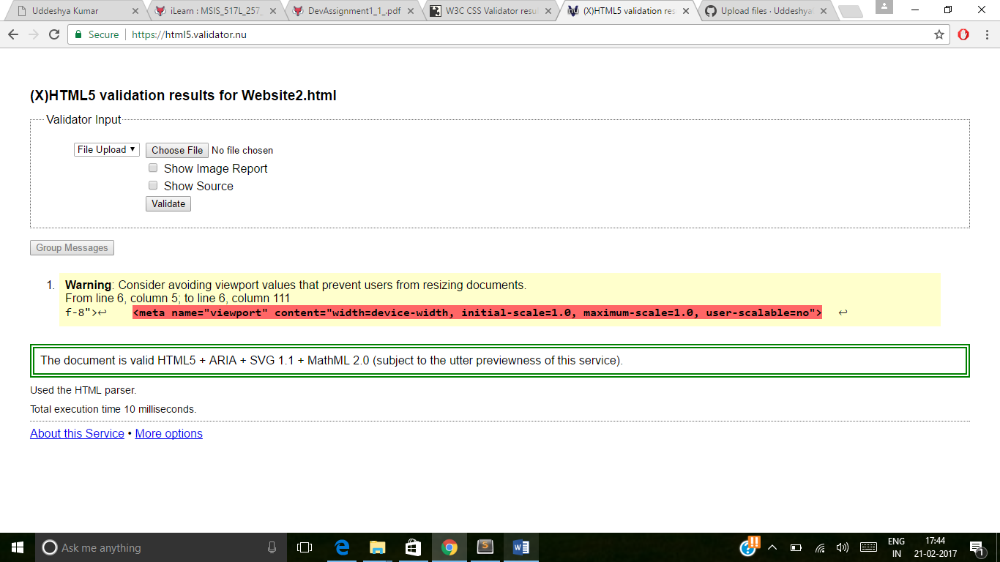 Uddeshya Kumar
iLearn : MSIS_517L_257_
DevAssignment1_1_.pdf
W3C CSS Validator resul
(X)HTML5 validation res
Upload files · Uddeshya
Secure https://html5.validator.nu
(X)HTML5 validation results for Website2.html
Validator Input
File Upload Choose File No file chosen
Show Image Report
Show Source
Validate
Group Messages
1. Warning: Consider avoiding viewport values that prevent users from resizing documents.
From line 6, column 5; to line 6, column 111
f-8">↩ <meta name="viewport" content="width=device-width, initial-scale=1.0, maximum-scale=1.0, user-scalable=no"> ↩
The document is valid HTML5 + ARIA + SVG 1.1 + MathML 2.0 (subject to the utter previewness of this service).
Used the HTML parser.
Total execution time 10 milliseconds.
About this Service • More options
Ask me anything
ENG
IN
17:44
21-02-2017
1